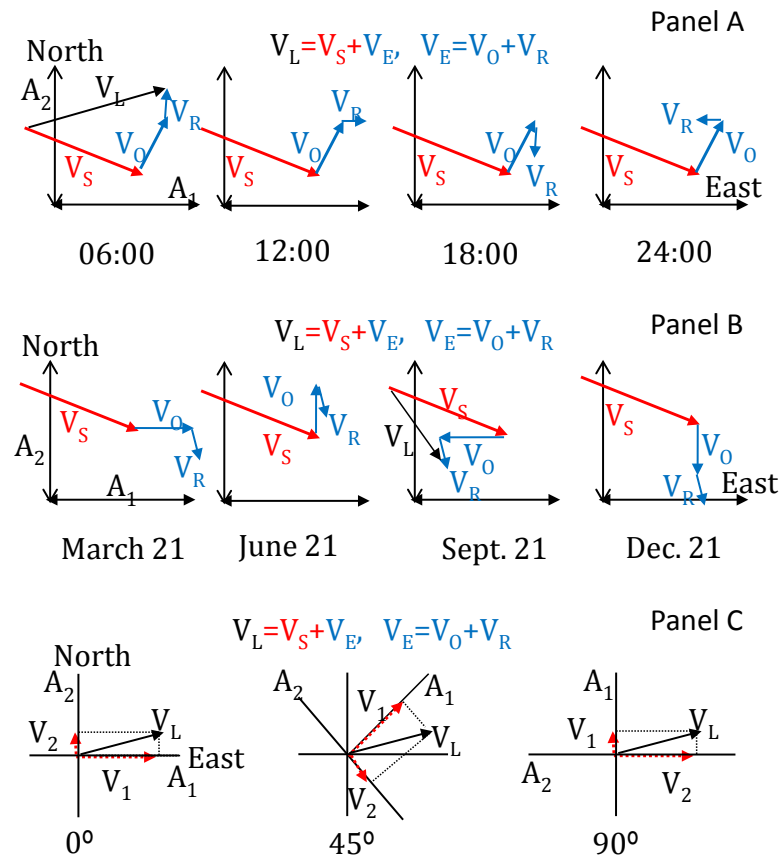 Panel A
V_L=V_S+V_E, V_E=V_O+V_R
North
A_2
V_L
V_R
V_O
V_S
A_1
06:00
V_R
V_O
V_S
12:00
V_O
V_S
V_R
18:00
V_R
V_O
V_S
East
24:00
Panel B
V_L=V_S+V_E, V_E=V_O+V_R
North
V_S
V_O
A_2
V_R
A_1
March 21
V_O
V_R
V_S
June 21
V_S
V_L
V_O
V_R
Sept. 21
V_S
V_O
V_R
East
Dec. 21
Panel C
V_L=V_S+V_E, V_E=V_O+V_R
North
A_2
V_L
V_2
East
V_1
A_1
0⁰
A_2
V_1
A_1
V_L
V_2
45⁰
A_1
V_L
V_1
A_2
V_2
90⁰